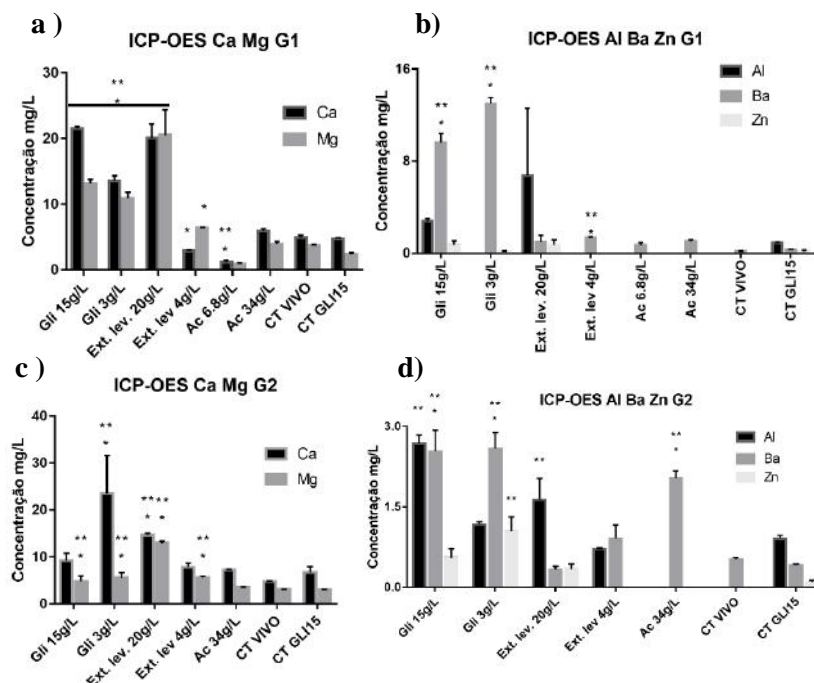 a )
ICP-OES Ca Mg G1
Concentração mg/L
30
20
10
0
**
*
* *
**
*
Ca
Mg
Gli 15g/L
Gli 3g/L
Ext. lev. 20g/L
Ext. lev 4g/L
Ac 6.8g/L
Ac 34g/L
CT VIVO
CT GLI15
b)
ICP-OES Al Ba Zn G1
Concentração mg/L
16
12
8
4
0
**
*
**
*
**
*
Al
Ba
Zn
Gli 15g/L
Gli 3g/L
Ext. lev. 20g/L
Ext. lev 4g/L
Ac 6.8g/L
Ac 34g/L
CT VIVO
CT GLI15
c )
ICP-OES Ca Mg G2
Concentração mg/L
40
30
20
10
0
**
*
**
*
**
*
** **
* *
**
*
Ca
Mg
Gli 15g/L
Gli 3g/L
Ext. lev. 20g/L
Ext. lev 4g/L
Ac 34g/L
CT VIVO
CT GLI15
d)
ICP-OES Al Ba Zn G2
Concentração mg/L
3.0
1.5
0.0
** **
*
**
*
**
**
**
*
Al
Ba
Zn
Gli 15g/L
Gli 3g/L
Ext. lev. 20g/L
Ext. lev 4g/L
Ac 34g/L
CT VIVO
CT GLI15